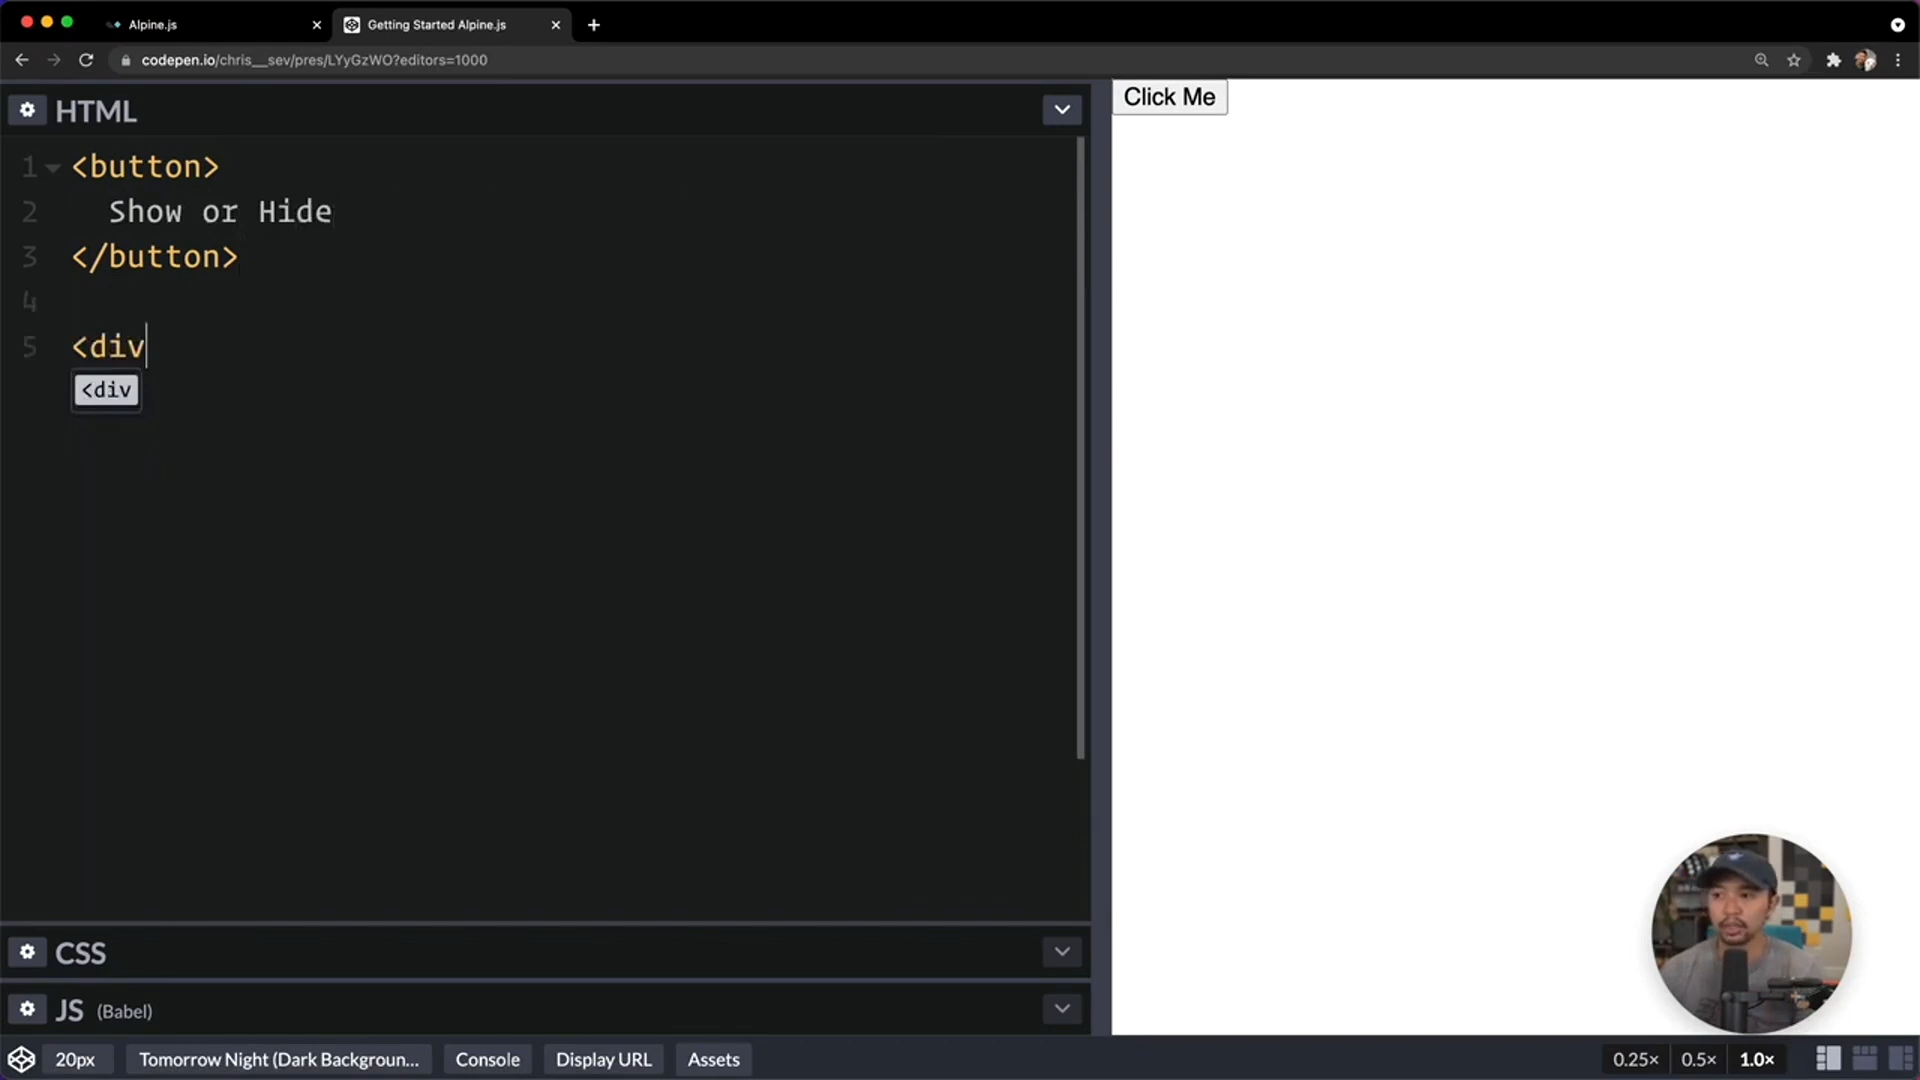 Alpine.js
Getting Started Alpine.js
codepen.io/chris__sev/pres/LYyGzWO?editors=1000
HTML
Click Me
1 <button>
2 Show or Hide
3 </button>
4
5 <div
<div
CSS
JS (Babel)
20px Tomorrow Night (Dark Backgroun... Console Display URL Assets 0.25× 0.5× 1.0×